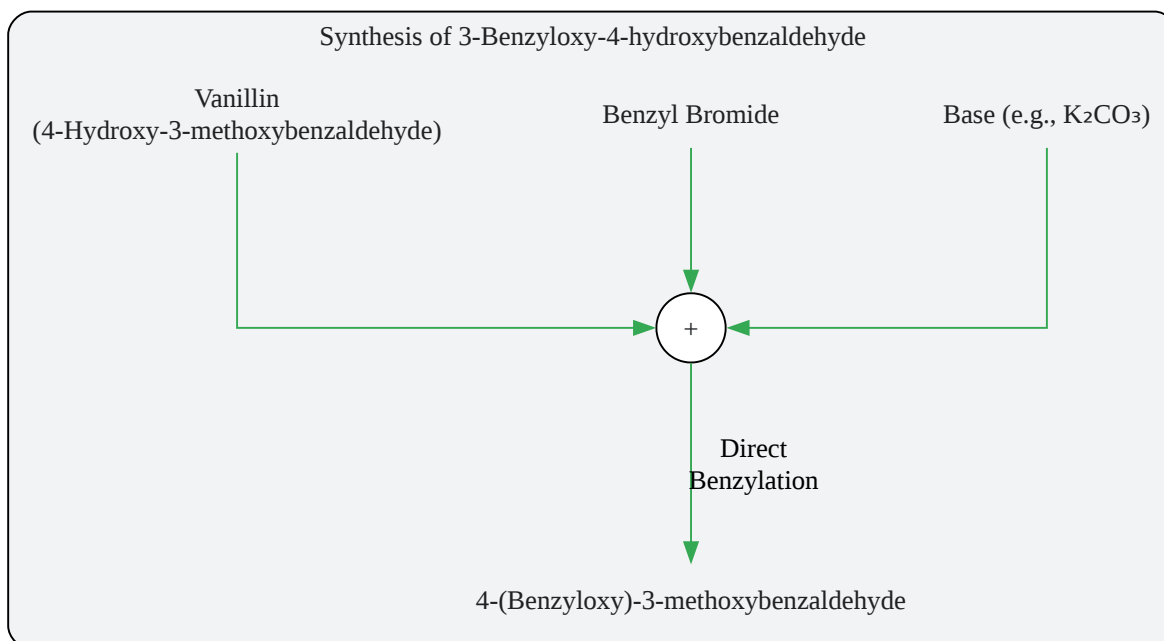 Synthesis of 3-Benzyloxy-4-hydroxybenzaldehyde
Vanillin
(4-Hydroxy-3-methoxybenzaldehyde)
Benzyl Bromide
Base (e.g., K₂CO₃)
+
Direct
Benzylation
4-(Benzyloxy)-3-methoxybenzaldehyde